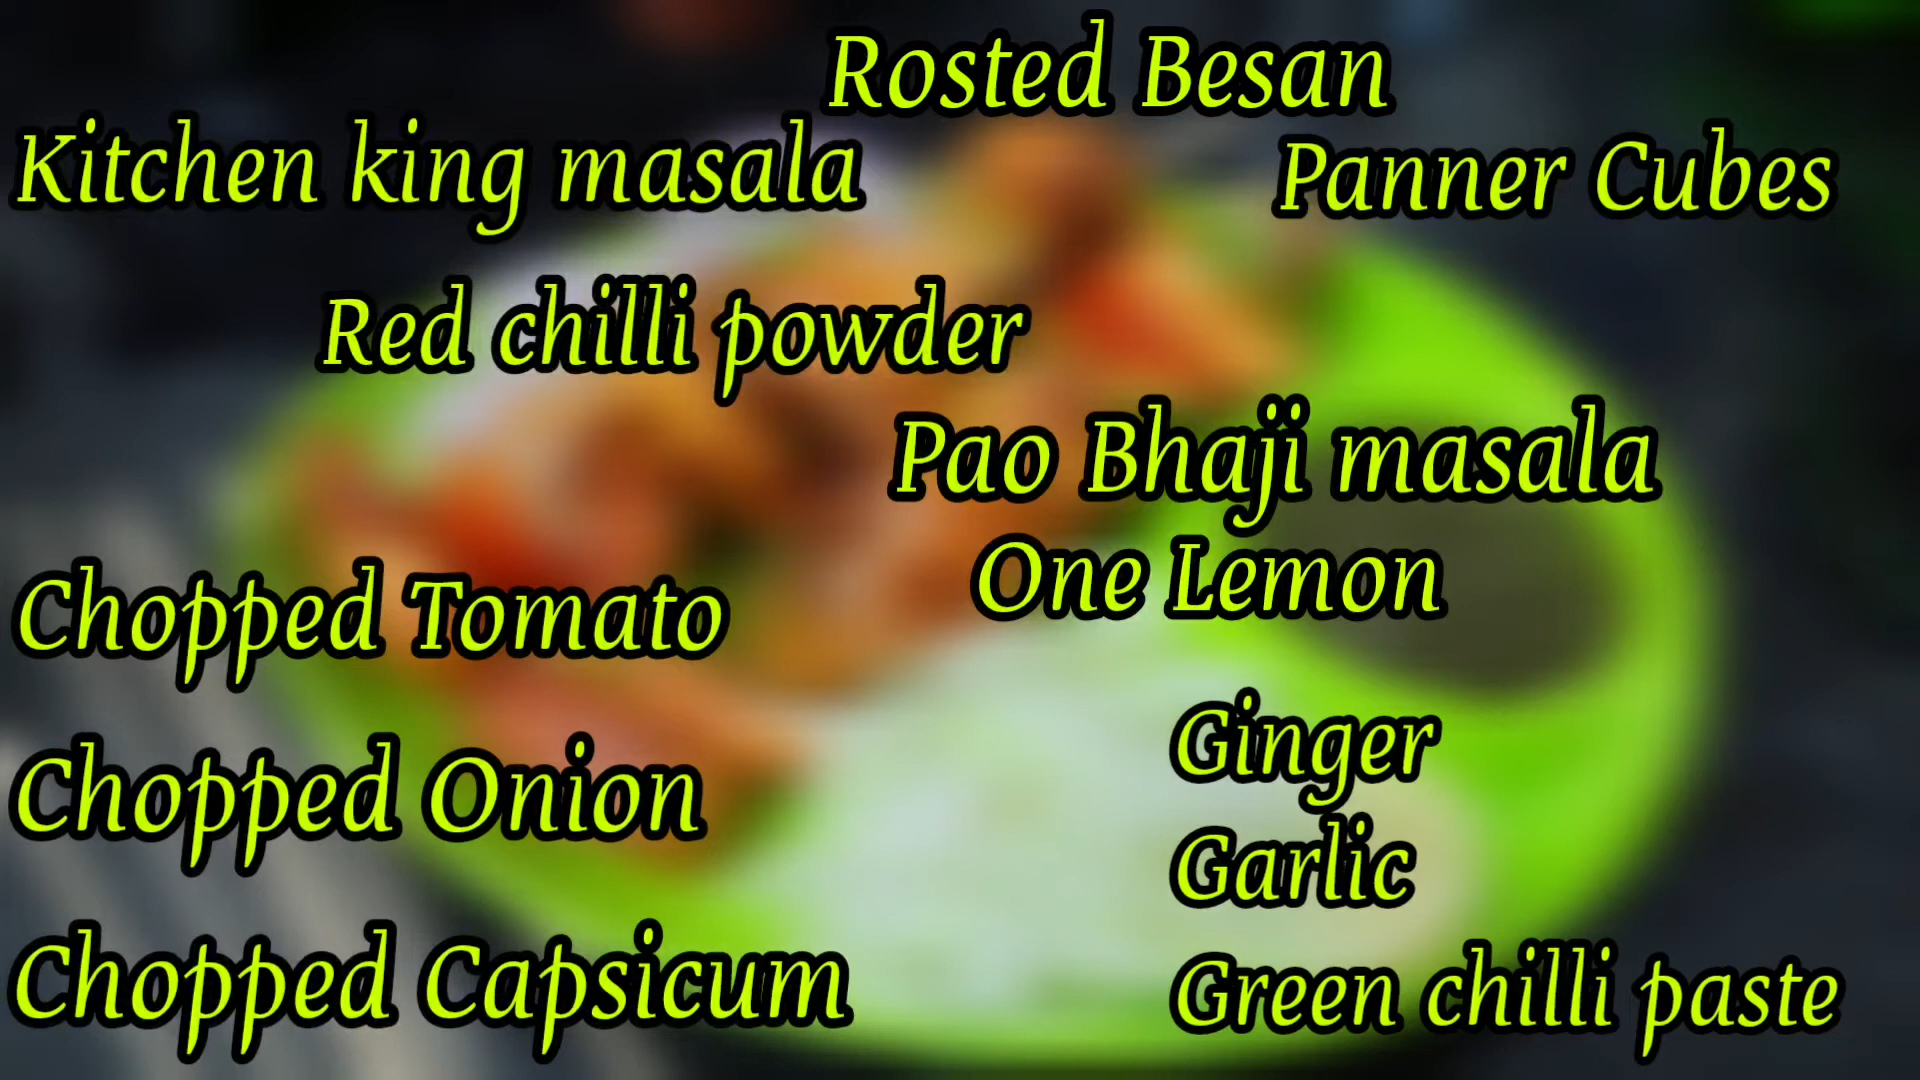 Rosted Besan
Kitchen king masala
Panner Cubes
Red chilli powder
Pao Bhaji masala
One Lemon
Chopped Tomato
Ginger
Chopped Onion
Garlic
Chopped Capsicum
Green chilli paste